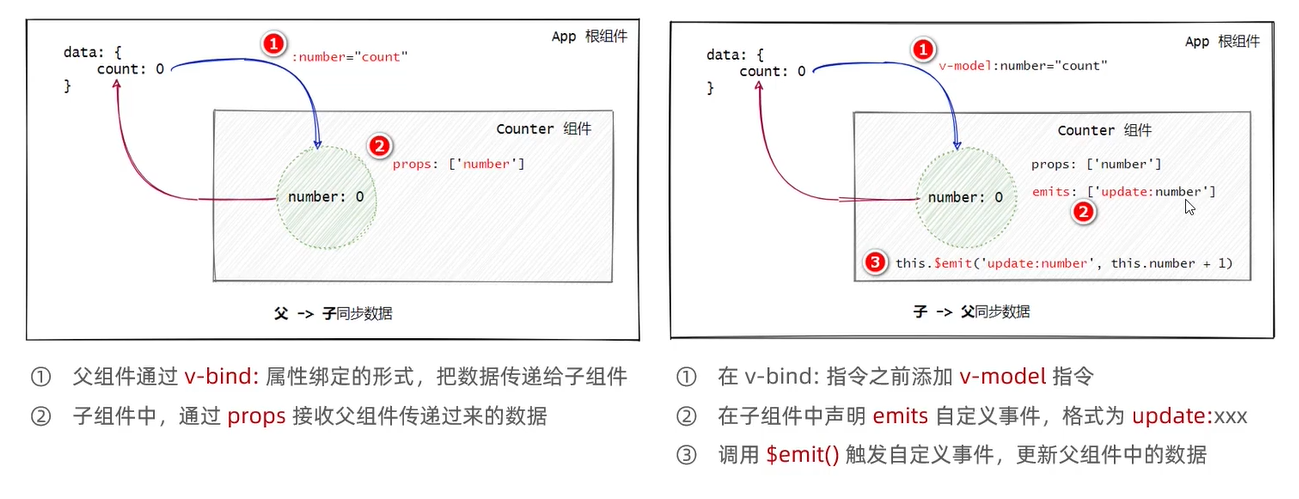 App 根组件
data: {
count: 0
}
1
:number="count"
Counter 组件
2
props: ['number']
number: 0
父 -> 子同步数据
① 父组件通过 v-bind: 属性绑定的形式，把数据传递给子组件
② 子组件中，通过 props 接收父组件传递过来的数据
App 根组件
data: {
count: 0
}
1
v-model:number="count"
Counter 组件
props: ['number']
emits: ['update:number']
2
number: 0
3
this.$emit('update:number', this.number + 1)
子 -> 父同步数据
① 在 v-bind: 指令之前添加 v-model 指令
② 在子组件中声明 emits 自定义事件，格式为 update:xxx
③ 调用 $emit() 触发自定义事件，更新父组件中的数据